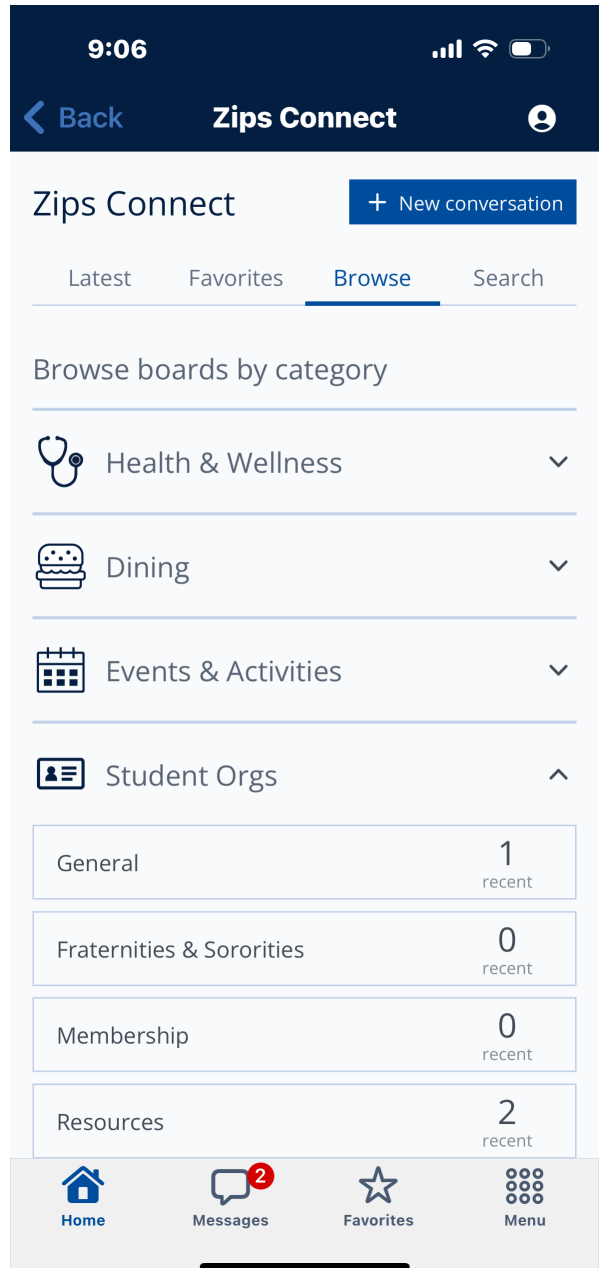 9:06
Back Zips Connect
Zips Connect + New conversation
Latest Favorites Browse Search
Browse boards by category
Health & Wellness
Dining
Events & Activities
Student Orgs
General 1
recent
Fraternities & Sororities 0
recent
Membership 0
recent
Resources 2
recent
2
Home Messages Favorites Menu